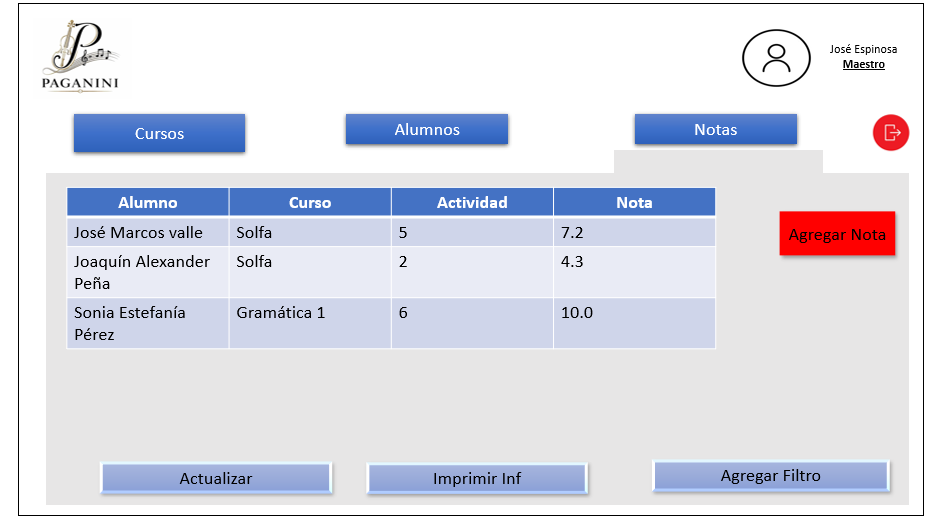 P
PAGANINI
José Espinosa
Maestro
Cursos
Alumnos
Notas
Alumno Curso Actividad Nota
José Marcos valle Solfa 5 7.2
Joaquín Alexander Solfa 2 4.3
Peña
Sonia Estefanía Gramática 1 6 10.0
Pérez
Agregar Nota
Actualizar
Imprimir Inf
Agregar Filtro